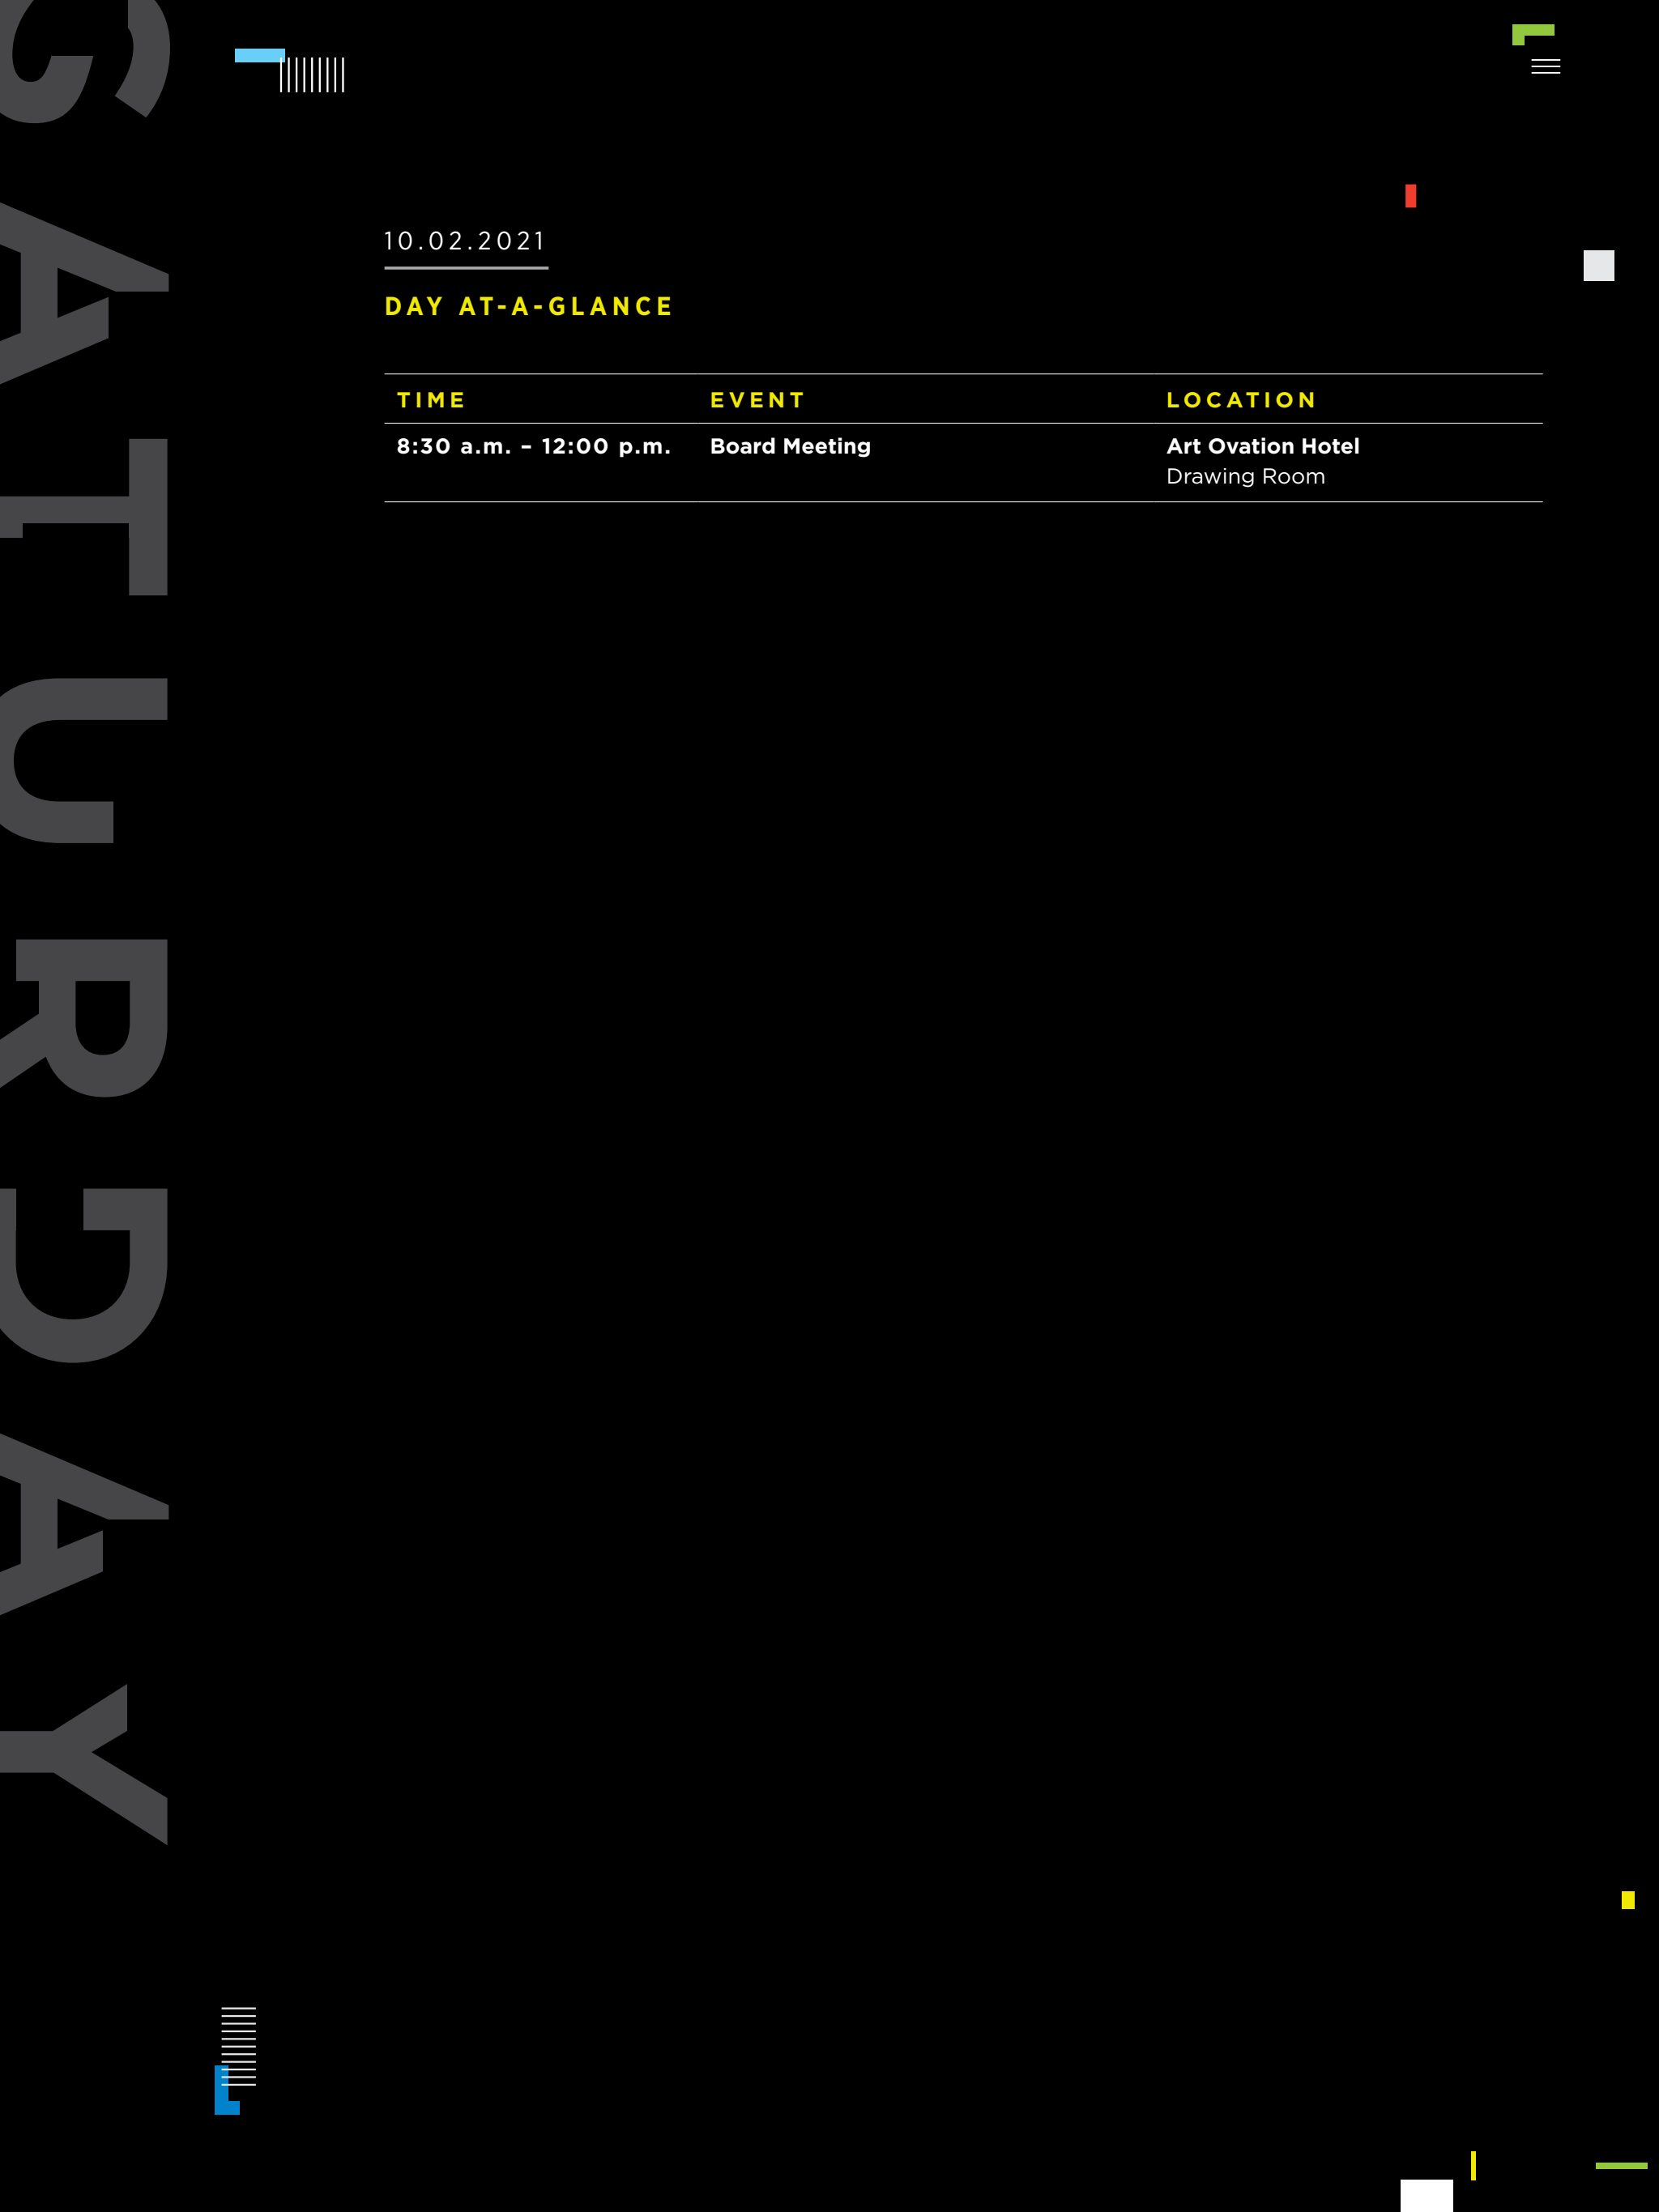 SATURDAY
10.02.2021
DAY AT-A-GLANCE
TIME EVENT LOCATION
8:30 a.m. – 12:00 p.m. Board Meeting Art Ovation Hotel
Drawing Room